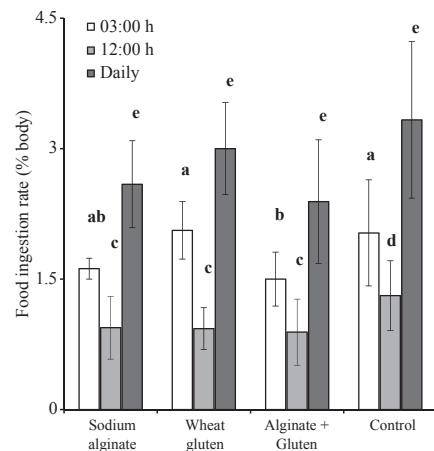 4.5
03:00 h
12:00 h
Daily
e
e
e
e
3
a
a
ab
b
d
c
c
c
1.5
0
Food ingestion rate (% body)
Sodium alginate
Wheat gluten
Alginate + Gluten
Control